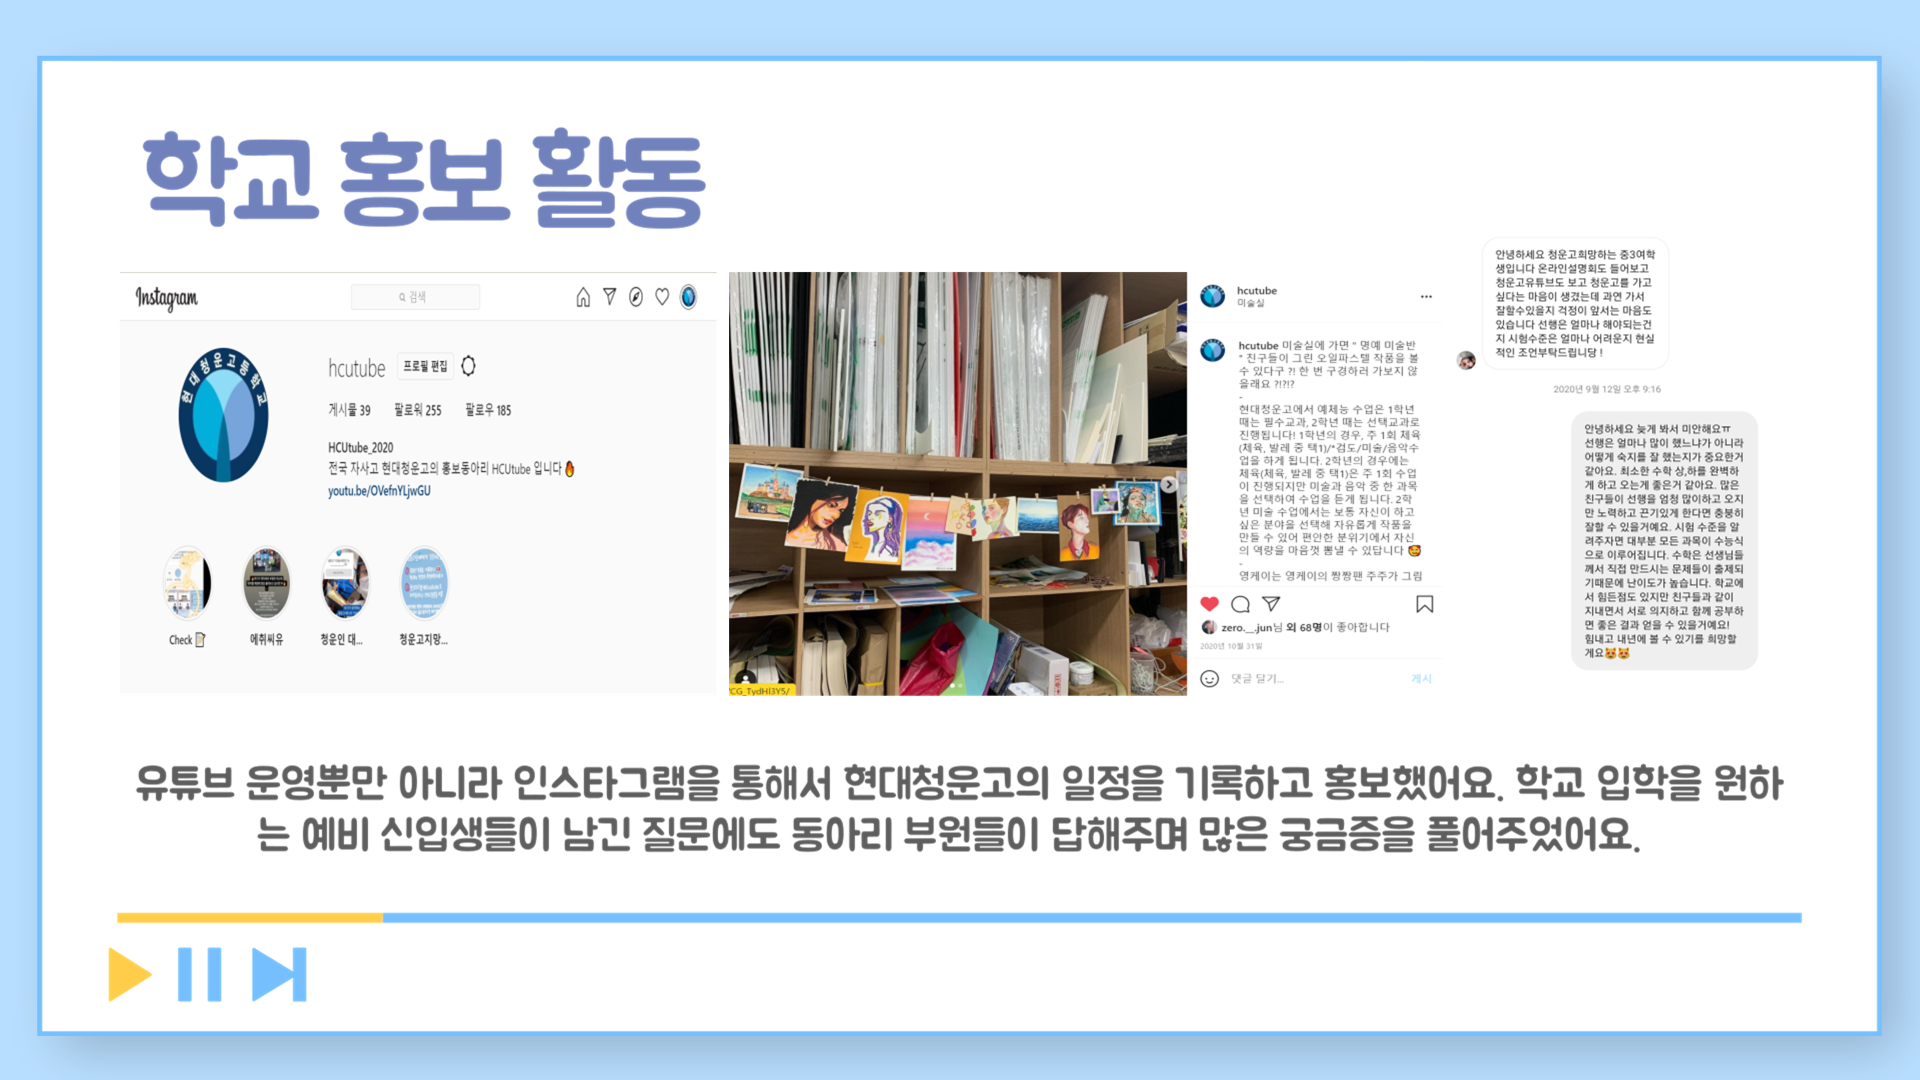 학교 홍보 활동
Instagram
검색
현대청운고등학교
hcutube 프로필 편집
게시물 39 팔로워 255 팔로우 185
HCUtube_2020
전국 자사고 현대청운고의 홍보동아리 HCUtube 입니다🔥
youtu.be/OVefnYLjwGU
Check📝 에취씨유 청운인 대... 청운고지망...
/CG_TydHl3Y5/
hcutube
미술실
hcutube 미술실에 가면 " 명예 미술반
" 친구들이 그린 오일파스텔 작품을 볼
수 있다구 ?! 한 번 구경하러 가보지 않
을래요 ?!?!?
-
현대청운고에서 예체능 수업은 1학년
때는 필수교과, 2학년 때는 선택교과로
진행됩니다! 1학년의 경우, 주 1회 체육
(체육, 발레 중 택1)/*검도/미술/음악수
업을 하게 됩니다. 2학년의 경우에는
체육(체육, 발레 중 택1)은 주 1회 수업
이 진행되지만 미술과 음악 중 한 과목
을 선택하여 수업을 듣게 됩니다. 2학
년 미술 수업에서는 보통 자신이 하고
싶은 분야을 선택해 자유롭게 작품을
만들 수 있어 편안한 분위기에서 자신
의 역량을 마음껏 뽐낼 수 있답니다 🥰
-
영케이는 영케이의 짱짱팬 주주가 그림
zero.__.jun님 외 68명이 좋아합니다
2020년 10월 31일
댓글 달기... 게시
안녕하세요 청운고희망하는 중3여학
생입니다 온라인설명회도 들어보고
청운고유튜브도 보고 청운고를 가고
싶다는 마음이 생겼는데 과연 가서
잘할수있을지 걱정이 앞서는 마음도
있습니다 선행은 얼마나 해야되는건
지 시험수준은 얼마나 어려운지 현실
적인 조언부탁드립니당 !
2020년 9월 12일 오후 9:16
안녕하세요 늦게 봐서 미안해요ㅠ
선행은 얼마나 많이 했느냐가 아니라
어떻게 숙지를 잘 했는지가 중요한거
같아요. 최소한 수학 상,하를 완벽하
게 하고 오는게 좋은거 같아요. 많은
친구들이 선행을 엄청 많이하고 오지
만 노력하고 끈기있게 한다면 충붕히
잘할 수 있을거예요. 시험 수준을 알
려주자면 대부분 모든 과목이 수능식
으로 이루어집니다. 수학은 선생님들
께서 직접 만드시는 문제들이 출제되
기때문에 난이도가 높습니다. 학교에
서 힘든점도 있지만 친구들과 같이
지내면서 서로 의지하고 함께 공부하
면 좋은 결과 얻을 수 있을거예요!
힘내고 내년에 볼 수 있기를 희망할
게요😻😻
유튜브 운영뿐만 아니라 인스타그램을 통해서 현대청운고의 일정을 기록하고 홍보했어요. 학교 입학을 원하
는 예비 신입생들이 남긴 질문에도 동아리 부원들이 답해주며 많은 궁금증을 풀어주었어요.